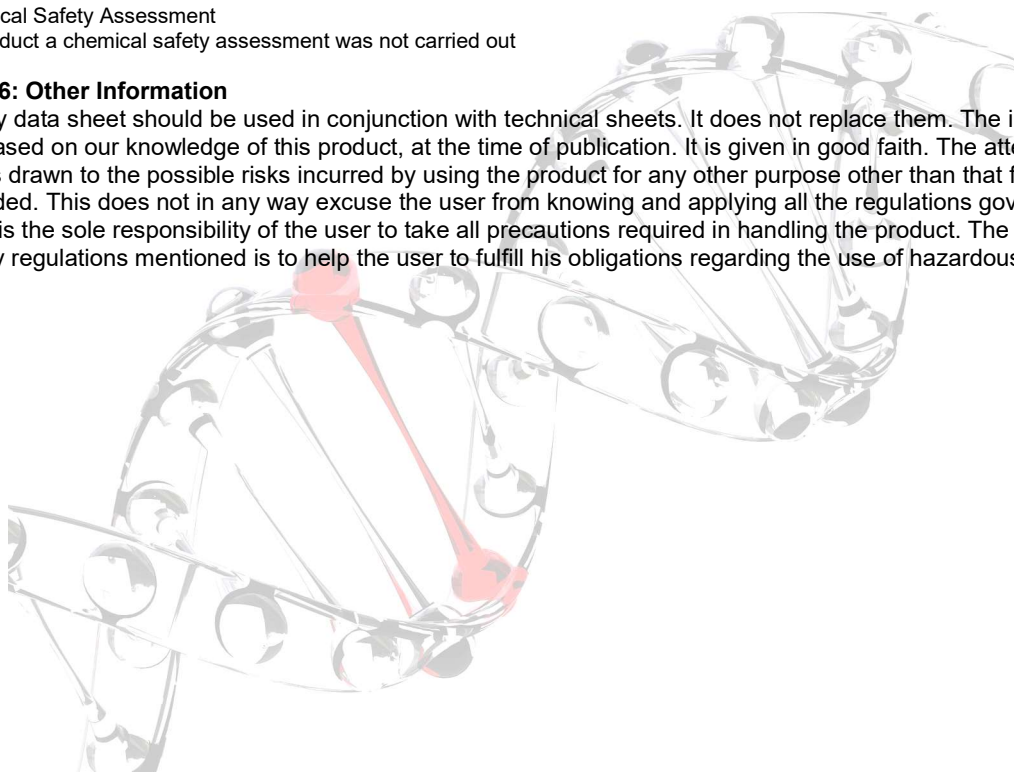 cal Safety Assessment
duct a chemical safety assessment was not carried out
6: Other Information
y data sheet should be used in conjunction with technical sheets. It does not replace them. The i
ased on our knowledge of this product, at the time of publication. It is given in good faith. The atte
s drawn to the possible risks incurred by using the product for any other purpose other than that f
ded. This does not in any way excuse the user from knowing and applying all the regulations gov
is the sole responsibility of the user to take all precautions required in handling the product. The
y regulations mentioned is to help the user to fulfill his obligations regarding the use of hazardous